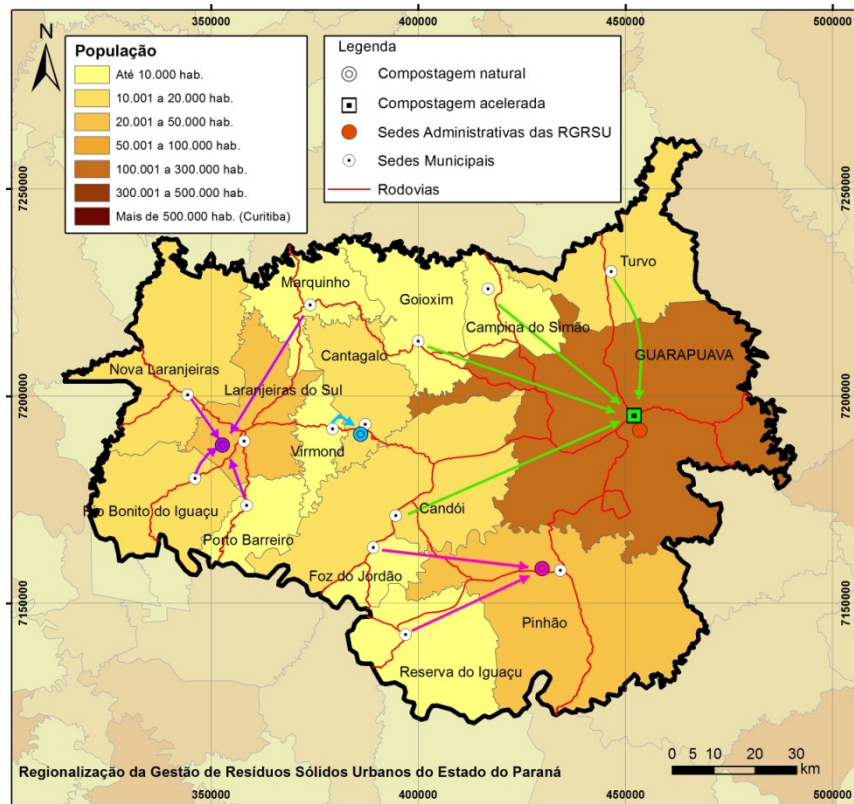 350000 400000 450000 500000
N
População
Até 10.000 hab.
10.001 a 20.000 hab.
20.001 a 50.000 hab.
50.001 a 100.000 hab.
100.001 a 300.000 hab.
300.001 a 500.000 hab.
Mais de 500.000 hab. (Curitiba)
Legenda
Compostagem natural
Compostagem acelerada
Sedes Administrativas das RGRSU
Sedes Municipais
Rodovias
7250000 7250000
Turvo
Marquinho
Goioxim
Campina do Simão
Cantagalo
GUARAPUAVA
Nova Laranjeiras
Laranjeiras do Sul
7200000 7200000
Virmond
Rio Bonito do Iguaçu
Candói
Porto Barreiro
Foz do Jordão
7150000 7150000
Pinhão
Reserva do Iguaçu
0 5 10 20 30
km
Regionalização da Gestão de Resíduos Sólidos Urbanos do Estado do Paraná
350000 400000 450000 500000